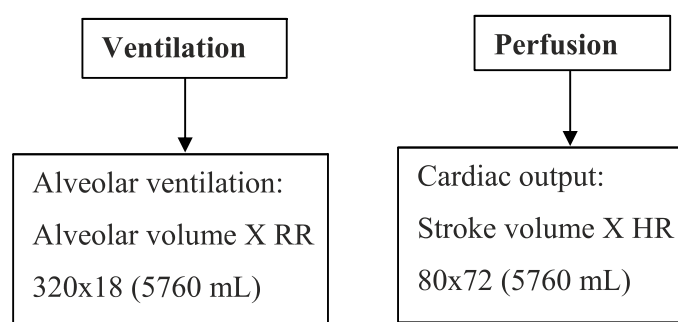 Ventilation
Alveolar ventilation:
Alveolar volume X RR
320x18 (5760 mL)
Perfusion
Cardiac output:
Stroke volume X HR
80x72 (5760 mL)